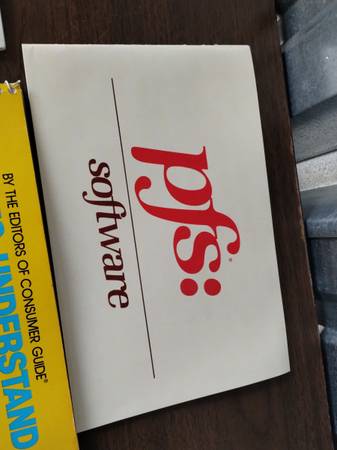 pfs:®
software
BY THE EDITORS OF CONSUMER GUIDE®
UNDERSTAND